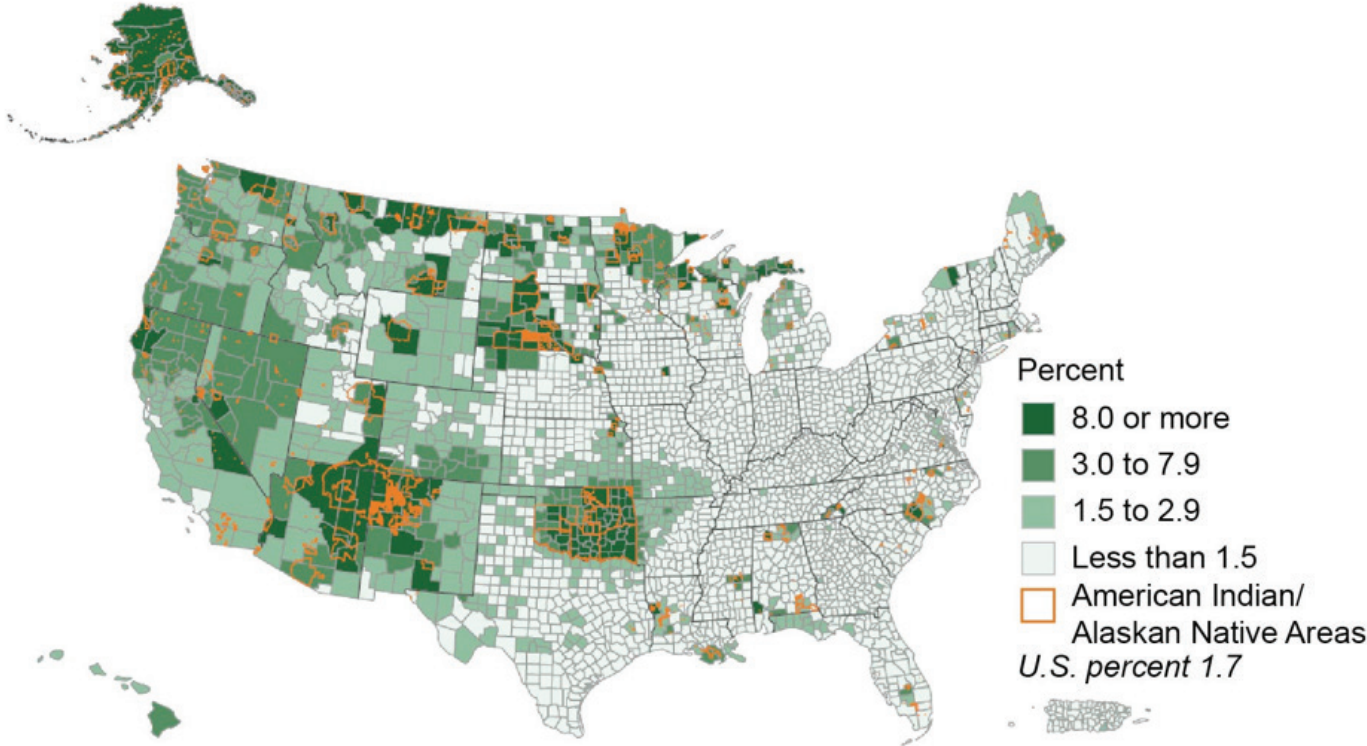 Percent
8.0 or more
3.0 to 7.9
1.5 to 2.9
Less than 1.5
American Indian/
Alaskan Native Areas
U.S. percent 1.7